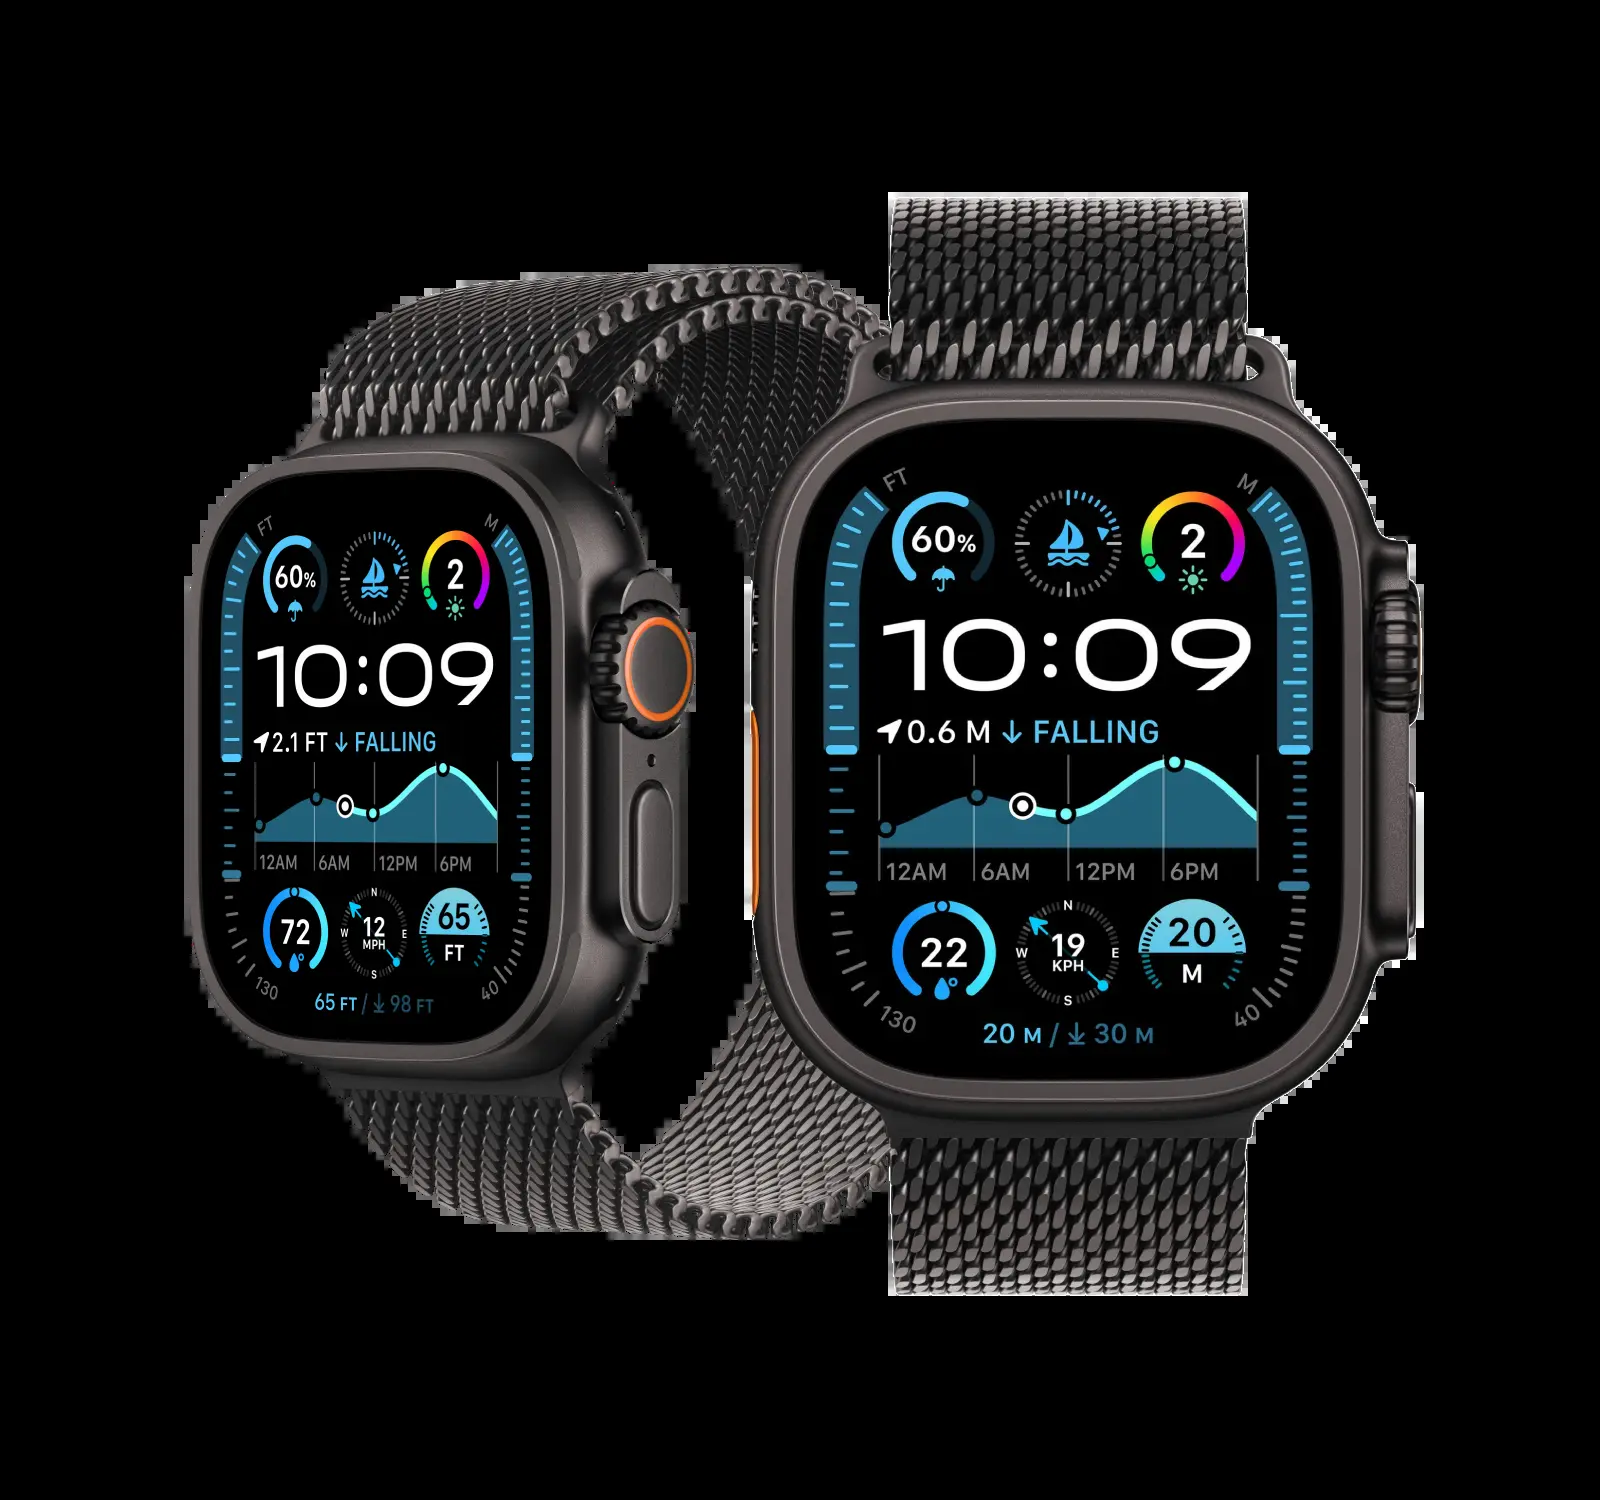 FT
M
60%
2
10:09
2.1 FT ↓ FALLING
12AM 6AM 12PM 6PM
72
N
W 12 E
MPH
S
65
FT
130
40
65 FT / ↓ 98 FT
FT
M
60%
2
10:09
0.6 M ↓ FALLING
12AM 6AM 12PM 6PM
22
N
W 19 E
KPH
S
20
M
130
40
20 M / ↓ 30 M